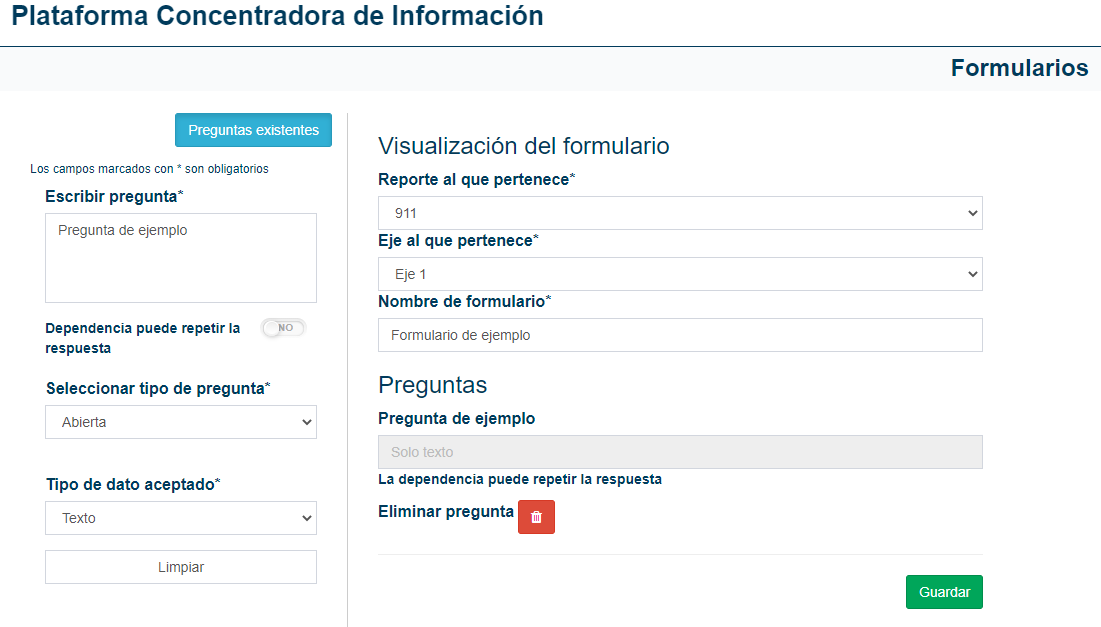 Plataforma Concentradora de Información
Formularios
Preguntas existentes
Los campos marcados con * son obligatorios
Escribir pregunta*
Pregunta de ejemplo
Dependencia puede repetir la
respuesta
NO
Seleccionar tipo de pregunta*
Abierta
Tipo de dato aceptado*
Texto
Limpiar
Visualización del formulario
Reporte al que pertenece*
911
Eje al que pertenece*
Eje 1
Nombre de formulario*
Formulario de ejemplo
Preguntas
Pregunta de ejemplo
Solo texto
La dependencia puede repetir la respuesta
Eliminar pregunta
Guardar